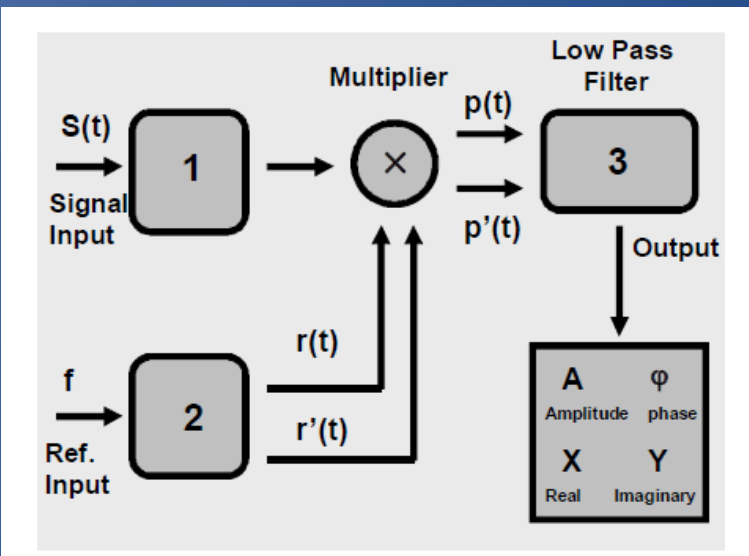 Low Pass
Filter
Multiplier
S(t)
1
×
p(t)
3
Signal
Input
p’(t)
Output
r(t)
f
2
r’(t)
Ref.
Input
A φ
Amplitude phase
X Y
Real Imaginary